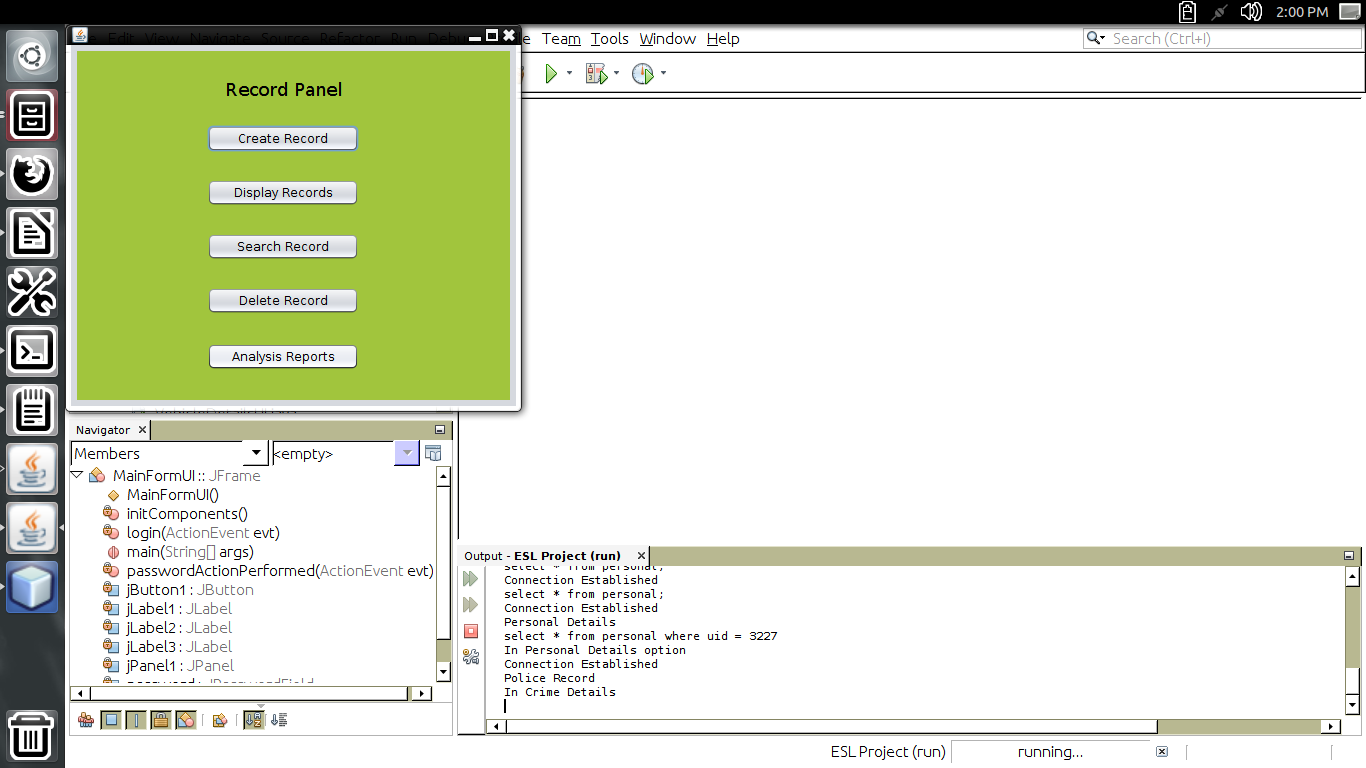 2:00 PM
Team Tools Window Help
Search (Ctrl+I)
Record Panel
Create Record
Display Records
Search Record
Delete Record
Analysis Reports
Navigator
Members
<empty>
MainFormUI :: JFrame
MainFormUI()
initComponents()
login(ActionEvent evt)
main(String[] args)
passwordActionPerformed(ActionEvent evt)
jButton1 : JButton
jLabel1 : JLabel
jLabel2 : JLabel
jLabel3 : JLabel
jPanel1 : JPanel
password : JPasswordField
Output - ESL Project (run)
select * from personal;
Connection Established
select * from personal;
Connection Established
Personal Details
select * from personal where uid = 3227
In Personal Details option
Connection Established
Police Record
In Crime Details
ESL Project (run)
running...